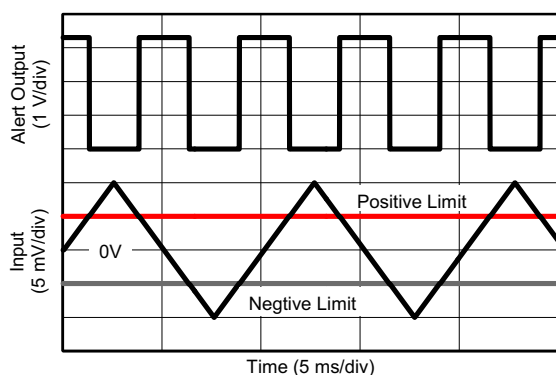 Alert Output
(1 V/div)
Positive Limit
Input
(5 mV/div)
0V
Negtive Limit
Time (5 ms/div)